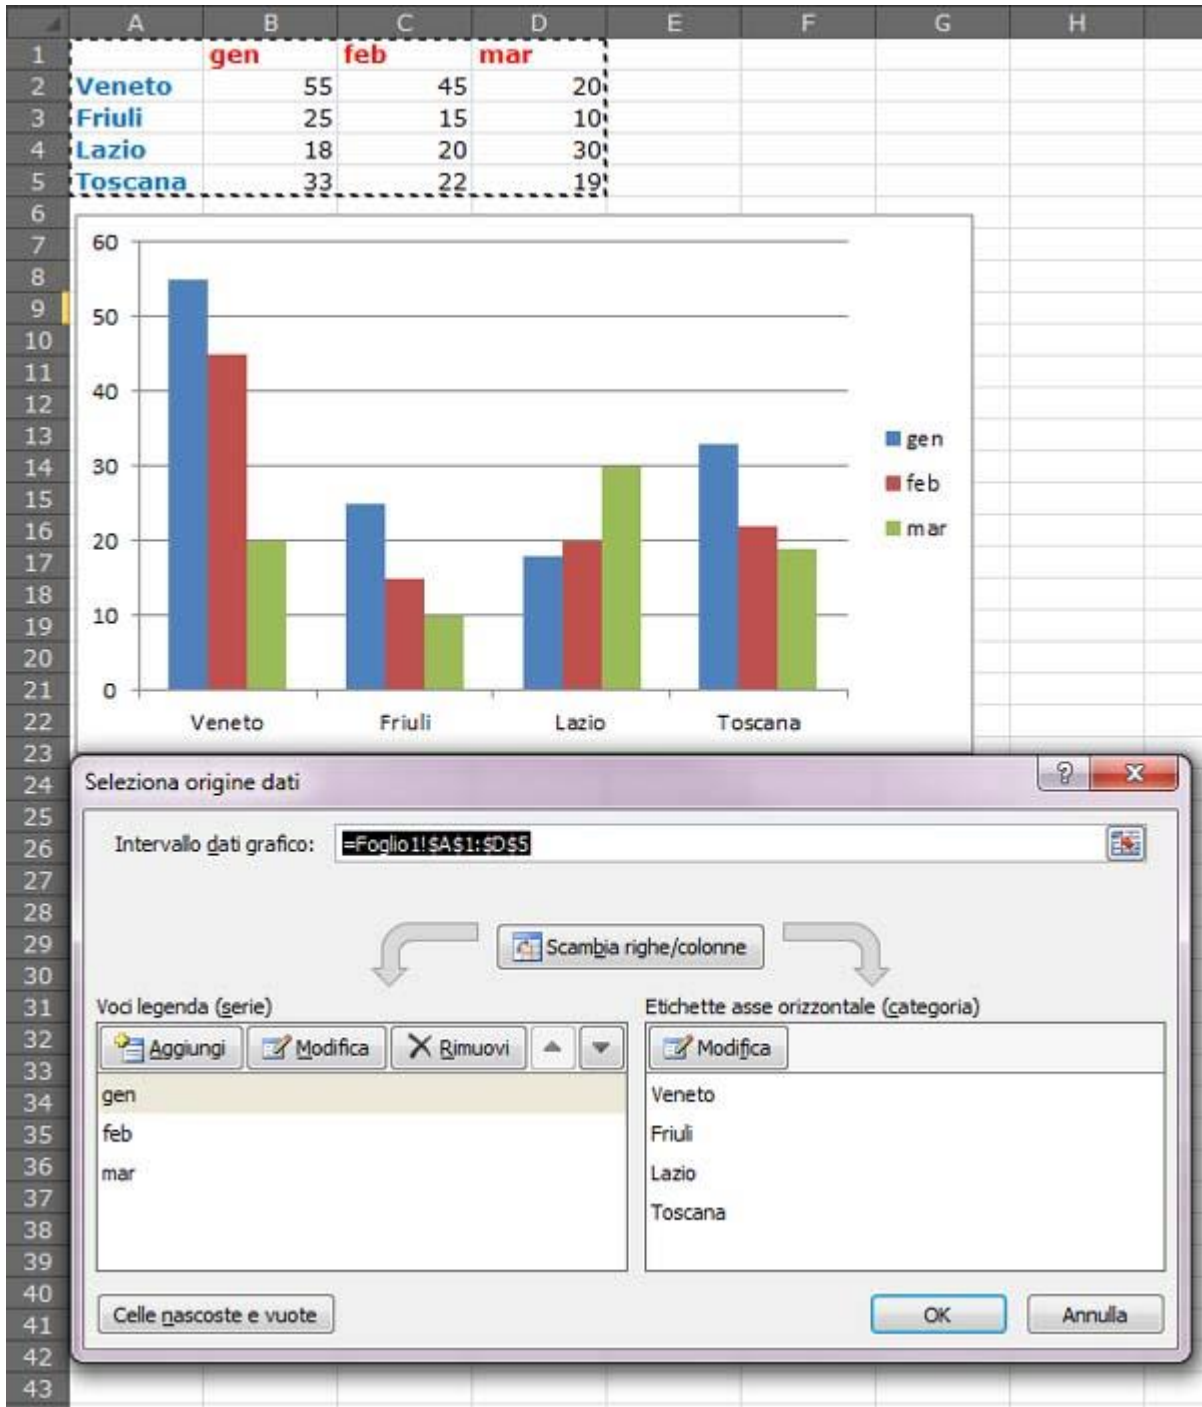 A B C D E F G H
1 gen feb mar
2 Veneto 55 45 20
3 Friuli 25 15 10
4 Lazio 18 20 30
5 Toscana 33 22 19
6
7
8
9
10
11
12
13
14
15
16
17
18
19
20
21
22
23
24
25
26
27
28
29
30
31
32
33
34
35
36
37
38
39
40
41
42
43
60
50
40
30
20
10
0
Veneto Friuli Lazio Toscana
gen
feb
mar
Seleziona origine dati
Intervallo dati grafico: =Foglio1!$A$1:$D$5
Scambia righe/colonne
Voci legenda (serie) Etichette asse orizzontale (categoria)
Aggiungi Modifica Rimuovi Modifica
gen Veneto
feb Friuli
mar Lazio
Toscana
Celle nascoste e vuote OK Annulla